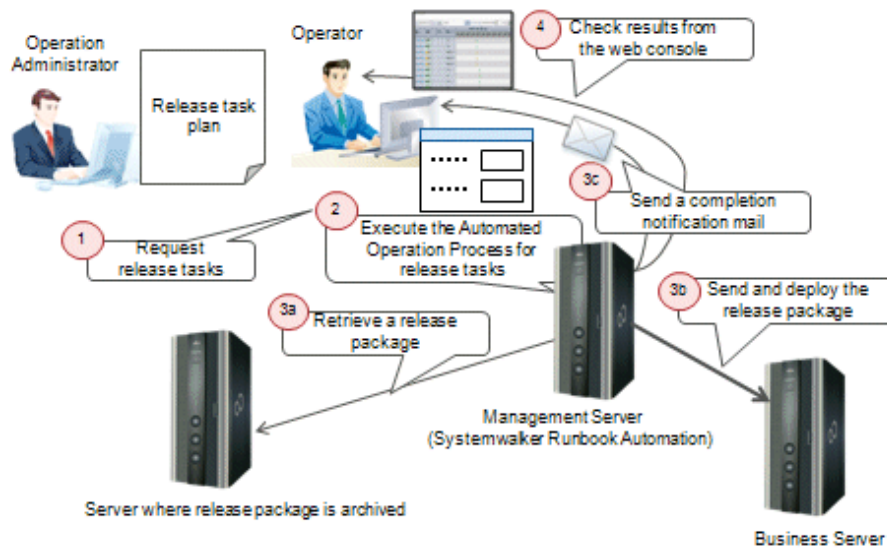 Operation
Administrator
Release task
plan
Operator
4
Check results from
the web console
3c
Send a completion
notification mail
1
Request
release tasks
2
Execute the Automated
Operation Process for
release tasks
3a
Retrieve a release
package
3b
Send and deploy the
release package
Management Server
(Systemwalker Runbook Automation)
Server where release package is archived
Business Server